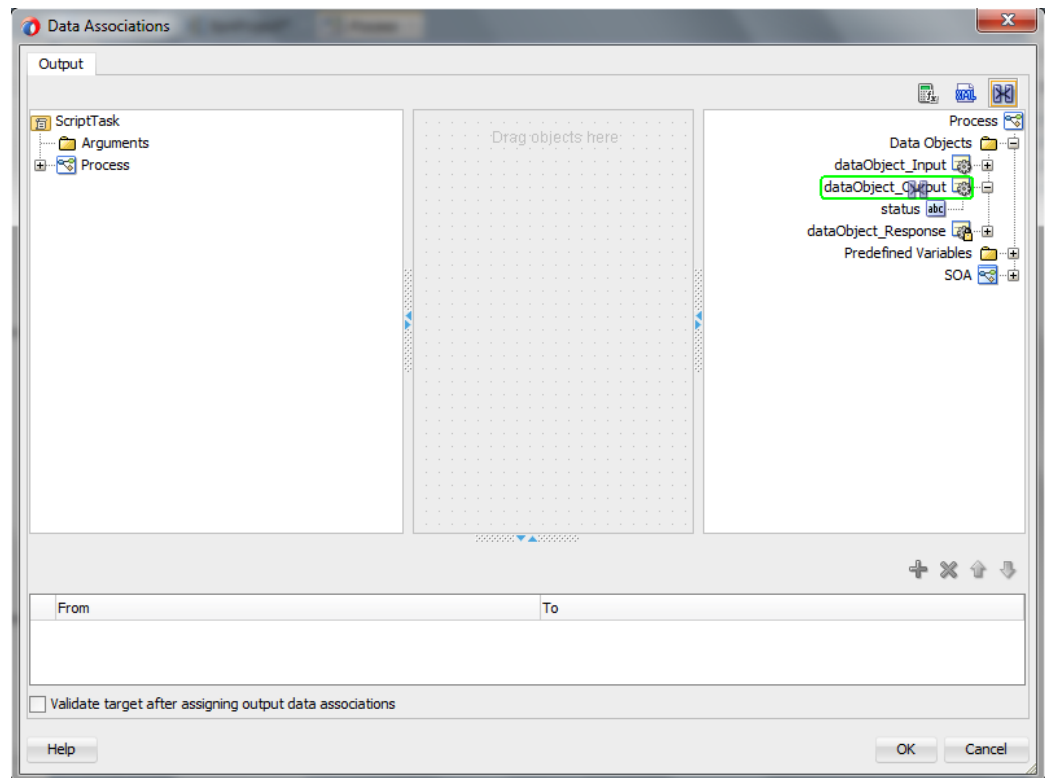 Data Associations
Output
ScriptTask
Arguments
Process
Drag objects here
Process
Data Objects
dataObject_Input
dataObject_Output
status abc
dataObject_Response
Predefined Variables
SOA
From To
Validate target after assigning output data associations
Help OK Cancel